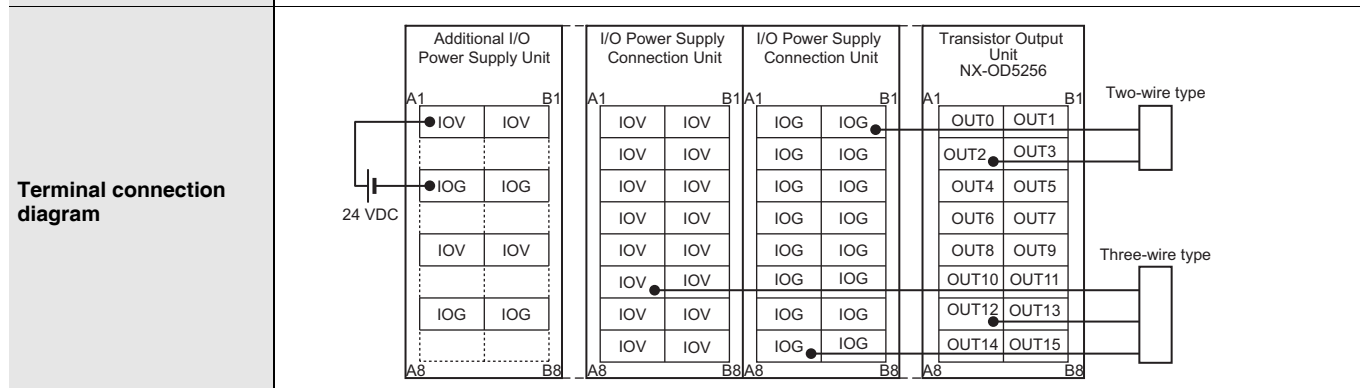 Terminal connection
diagram
Additional I/O
Power Supply Unit
A1 B1
IOV IOV
IOG IOG
IOV IOV
IOG IOG
A8 B8
24 VDC
I/O Power Supply
Connection Unit
A1 B1
IOV IOV
IOV IOV
IOV IOV
IOV IOV
IOV IOV
IOV IOV
IOV IOV
IOV IOV
A8 B8
I/O Power Supply
Connection Unit
A1 B1
IOG IOG
IOG IOG
IOG IOG
IOG IOG
IOG IOG
IOG IOG
IOG IOG
IOG IOG
A8 B8
Transistor Output
Unit
NX-OD5256
A1 B1
OUT0 OUT1
OUT2 OUT3
OUT4 OUT5
OUT6 OUT7
OUT8 OUT9
OUT10 OUT11
OUT12 OUT13
OUT14 OUT15
A8 B8
Two-wire type
Three-wire type